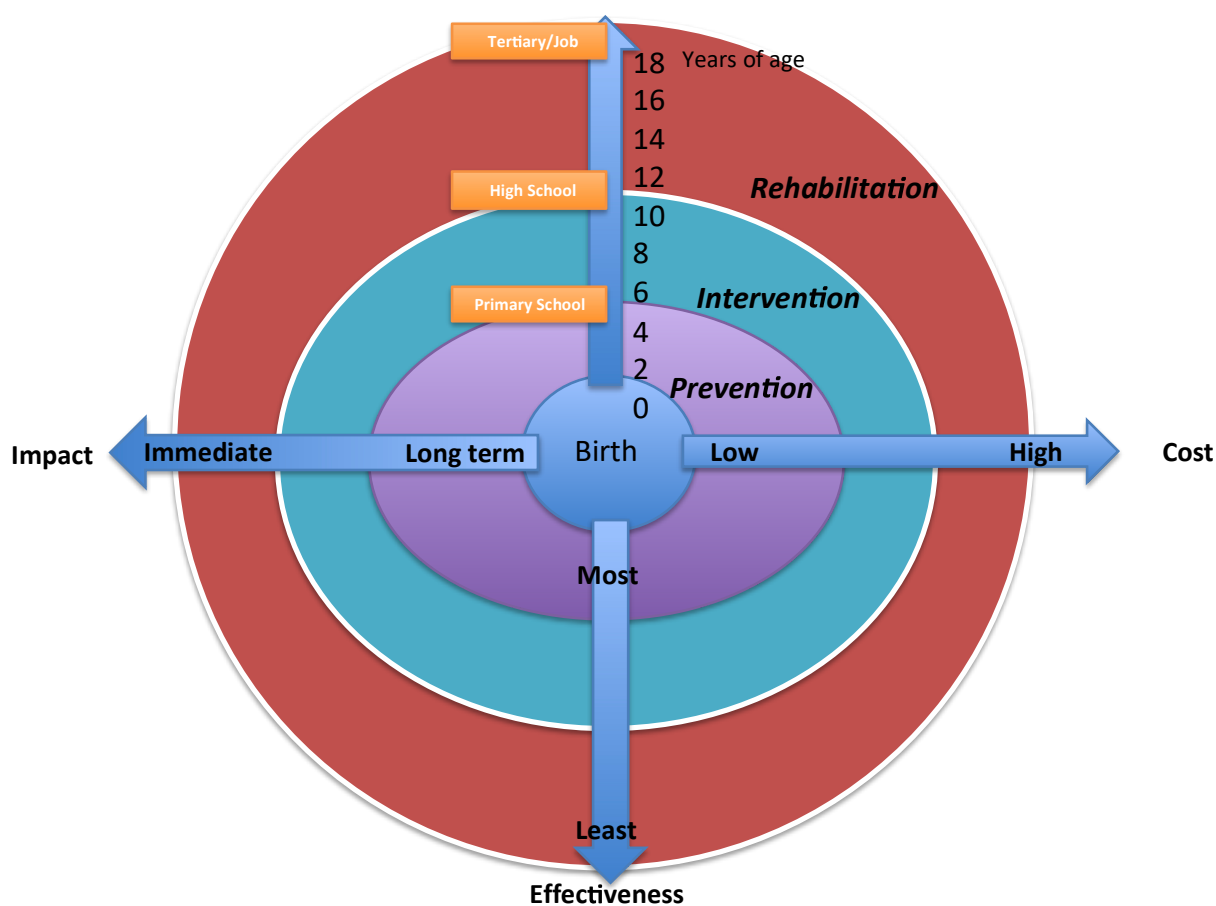 Tertiary/Job
18 Years of age
16
14
12
Rehabilitation
High School
10
8
6
Intervention
Primary School
4
2
Prevention
0
Impact
Immediate
Long term
Birth
Low
High
Cost
Most
Least
Effectiveness